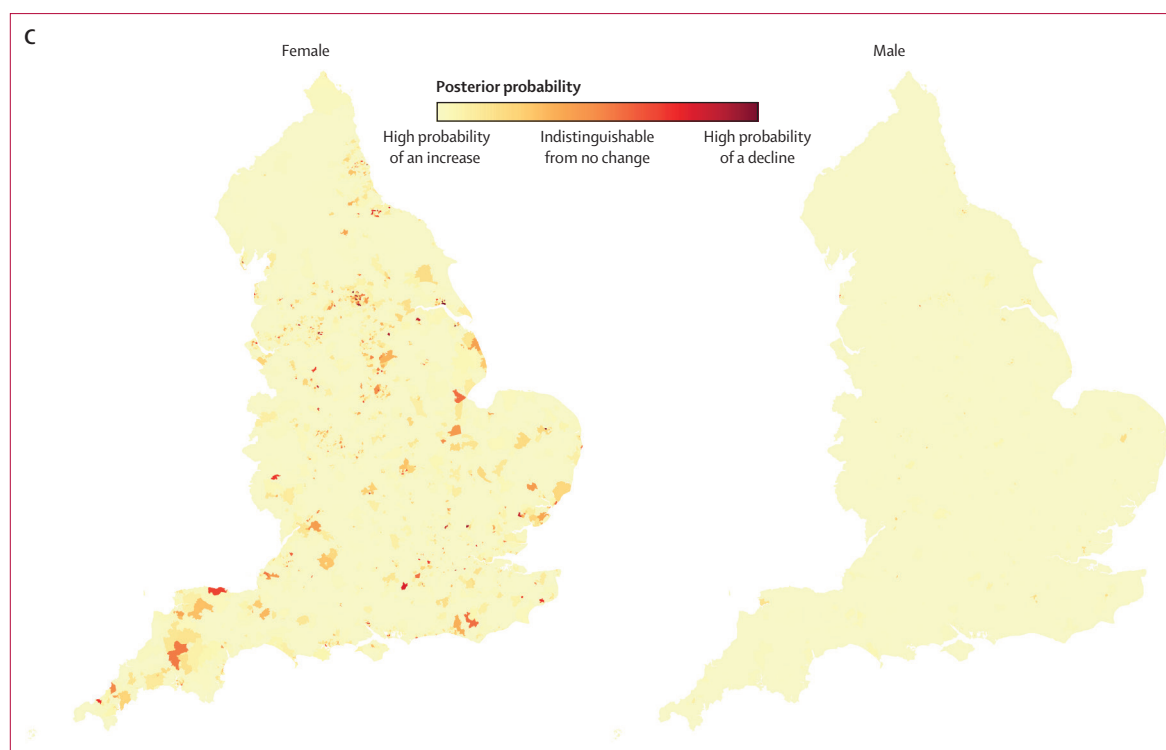 C
Female
Male
Posterior probability
High probability
of an increase
Indistinguishable
from no change
High probability
of a decline